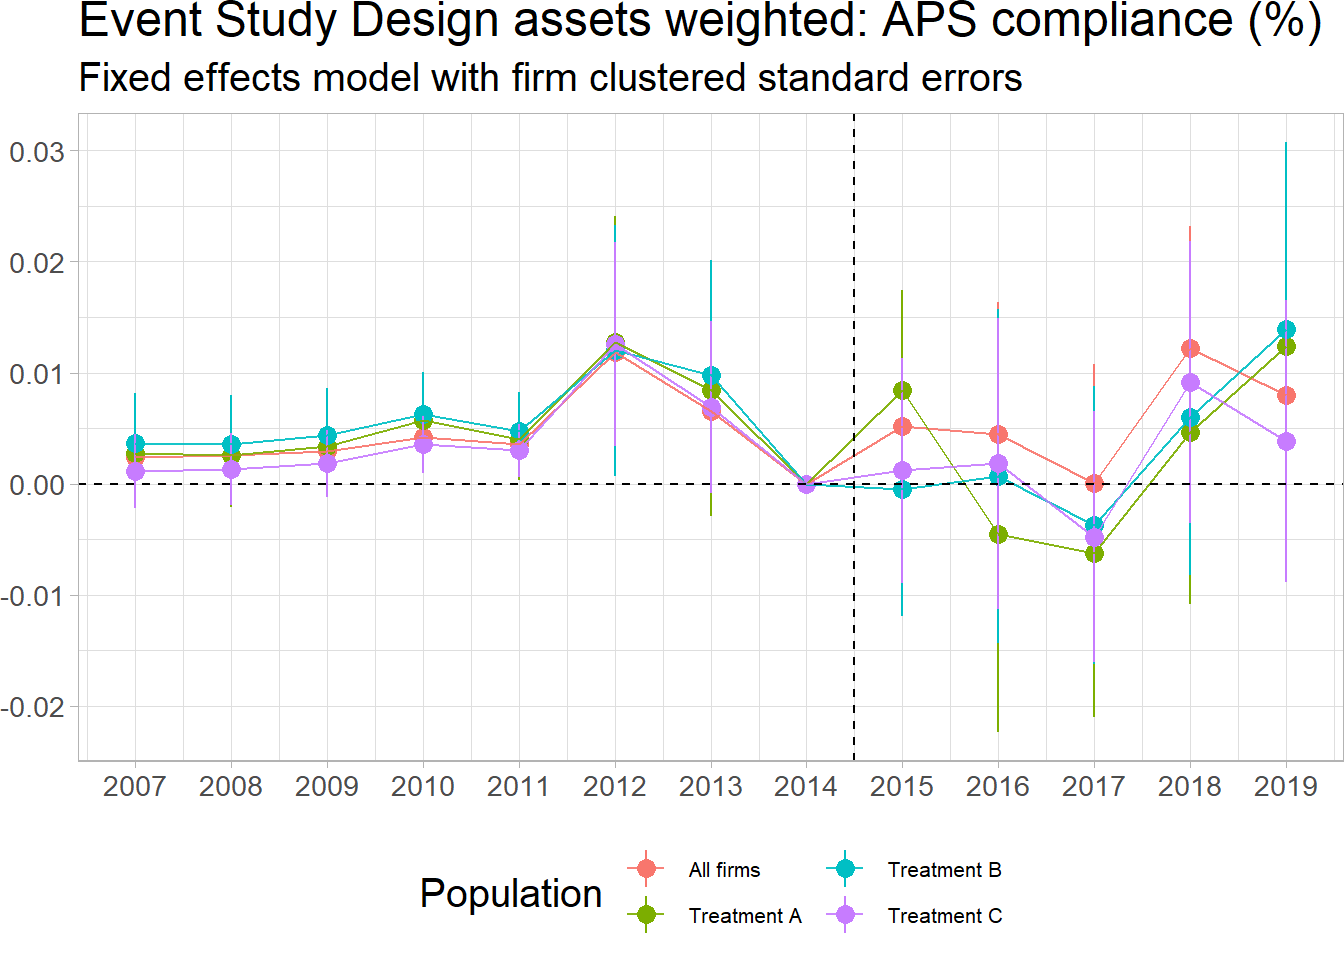 Event Study Design assets weighted: APS compliance (%)
Fixed effects model with firm clustered standard errors
0.03
0.02
0.01
0.00
-0.01
-0.02
2007 2008 2009 2010 2011 2012 2013 2014 2015 2016 2017 2018 2019
Population
All firms Treatment B
Treatment A Treatment C